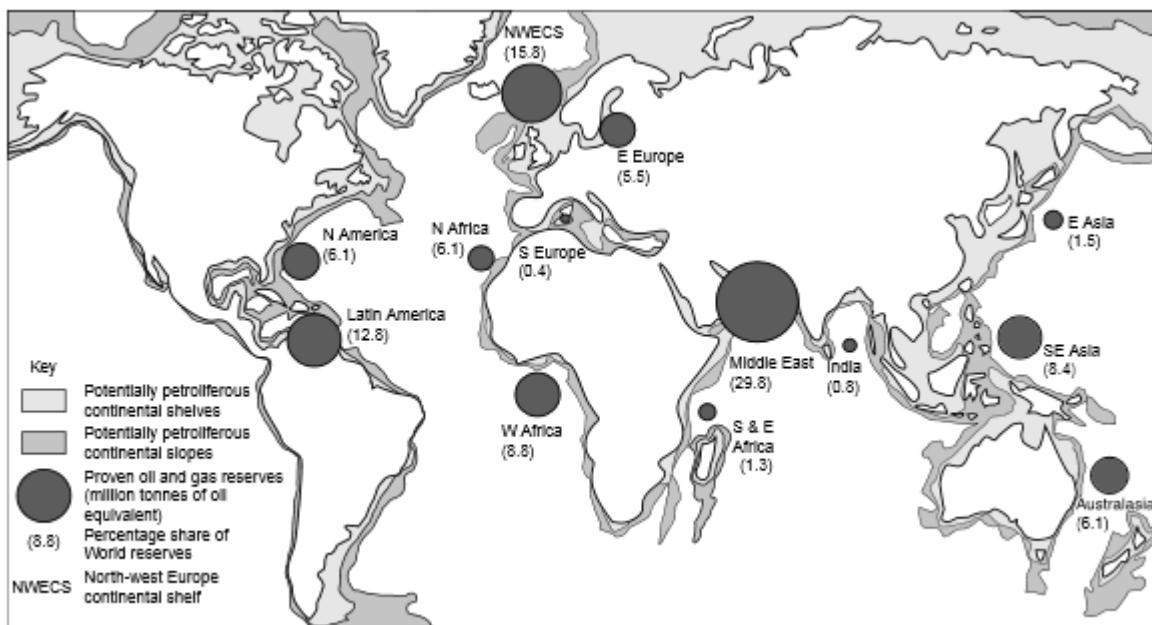 NWECS
(15.8)
E Europe
(5.5)
N America
(6.1)
N Africa
(6.1)
S Europe
(0.4)
E Asia
(1.5)
Latin America
(12.8)
Middle East
(29.8)
India
(0.8)
SE Asia
(8.4)
W Africa
(8.8)
S & E
Africa
(1.3)
Australasia
(6.1)
Key
Potentially petroliferous
continental shelves
Potentially petroliferous
continental slopes
Proven oil and gas reserves
(million tonnes of oil
equivalent)
(8.8) Percentage share of
World reserves
NWECS North-west Europe
continental shelf